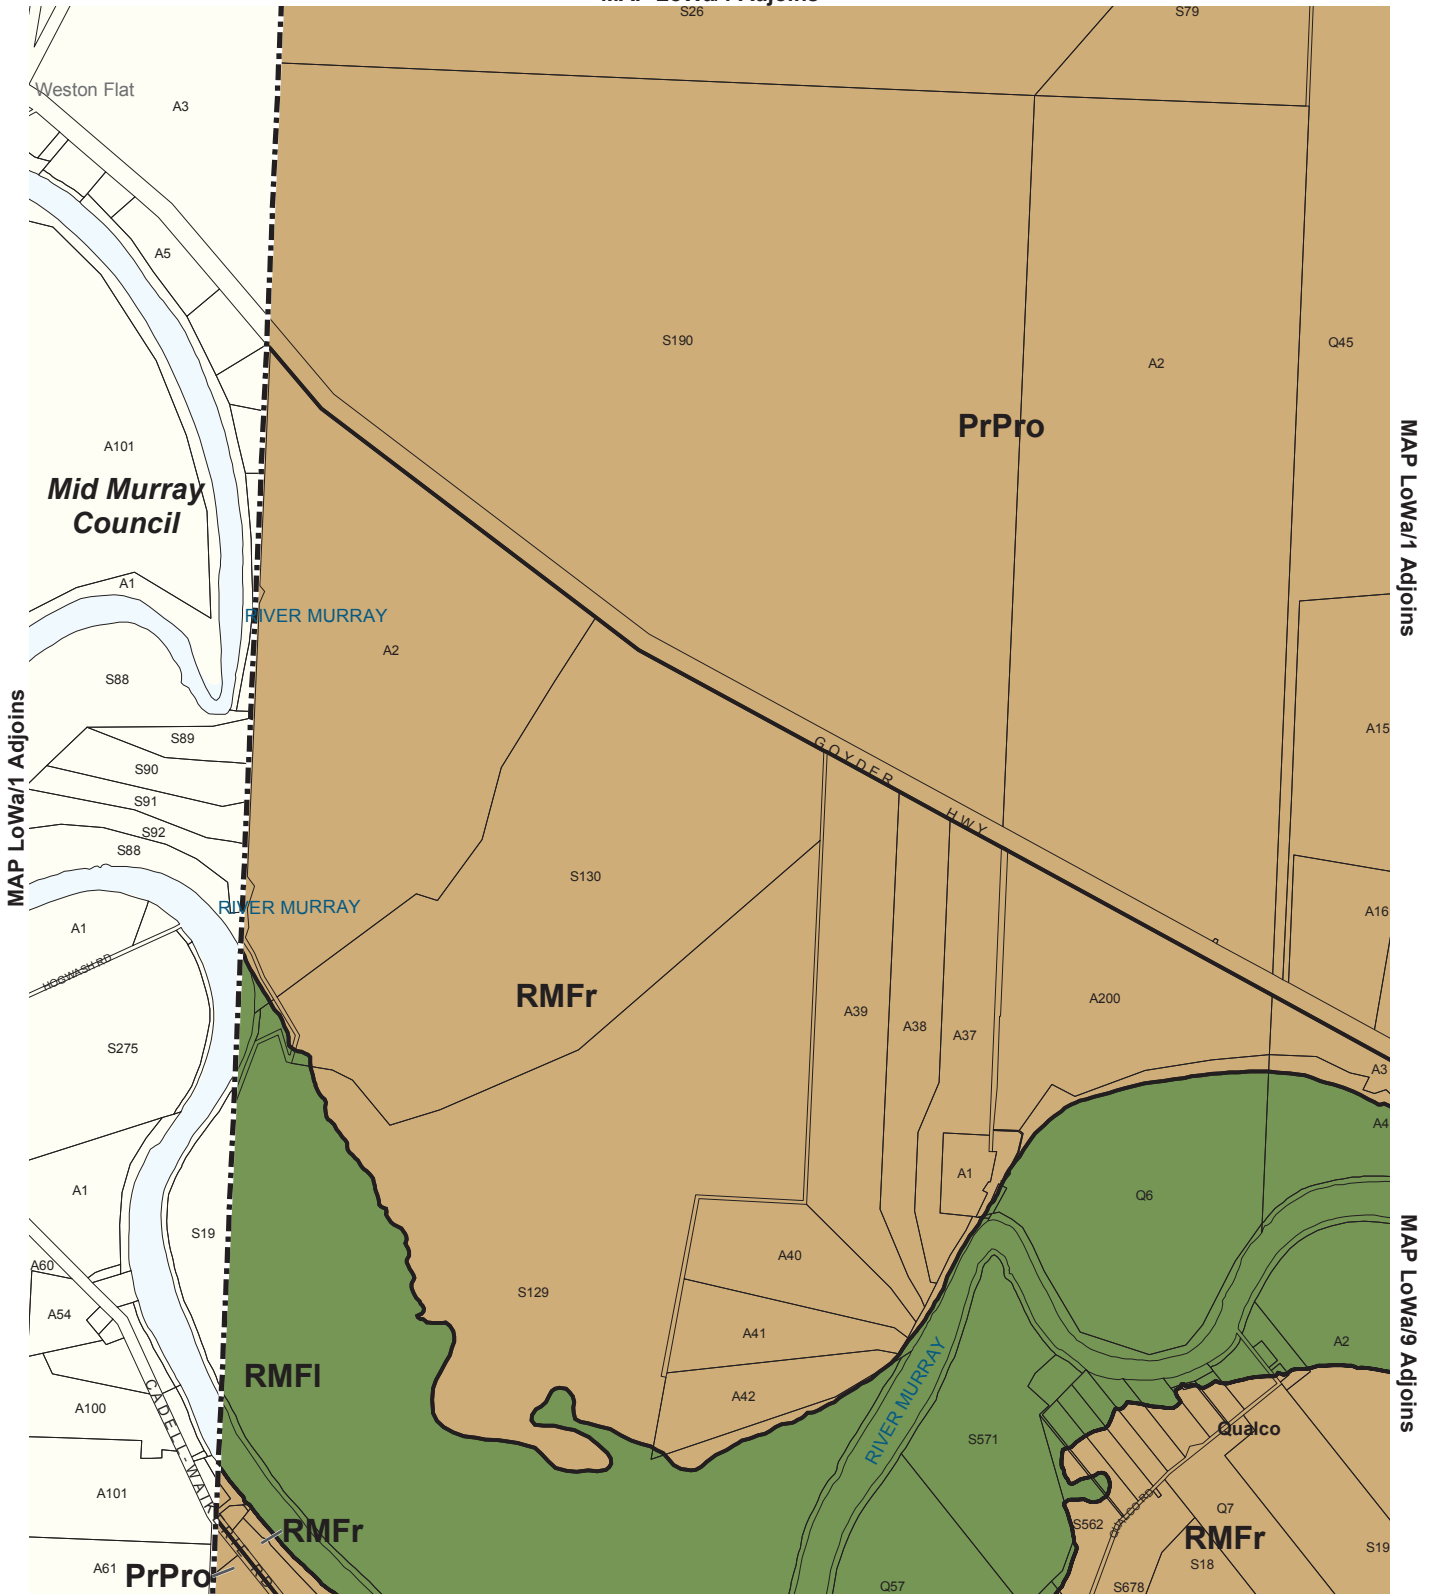 S26
S79
Weston Flat
A3
A5
S190
Q45
A2
PrPro
A101
Mid Murray
Council
A1
RIVER MURRAY
A2
S88
S89
S90
S91
S92
S88
GOYDER HWY
A15
S130
RIVER MURRAY
A1
A16
HOGWASH RD
RMFr
A200
A39
A38
A37
S275
A3
A4
A1
A1
Q6
S19
A40
A60
S129
A54
A41
A2
RMFl
A42
A100
RIVER MURRAY
Qualco
S571
A101
Q7
QUALCO RD
S562
RMFr
RMFr
S19
S18
A61
PrPro
Q57
S678
MAP LoWa/1 Adjoins
MAP LoWa/1 Adjoins
MAP LoWa/9 Adjoins